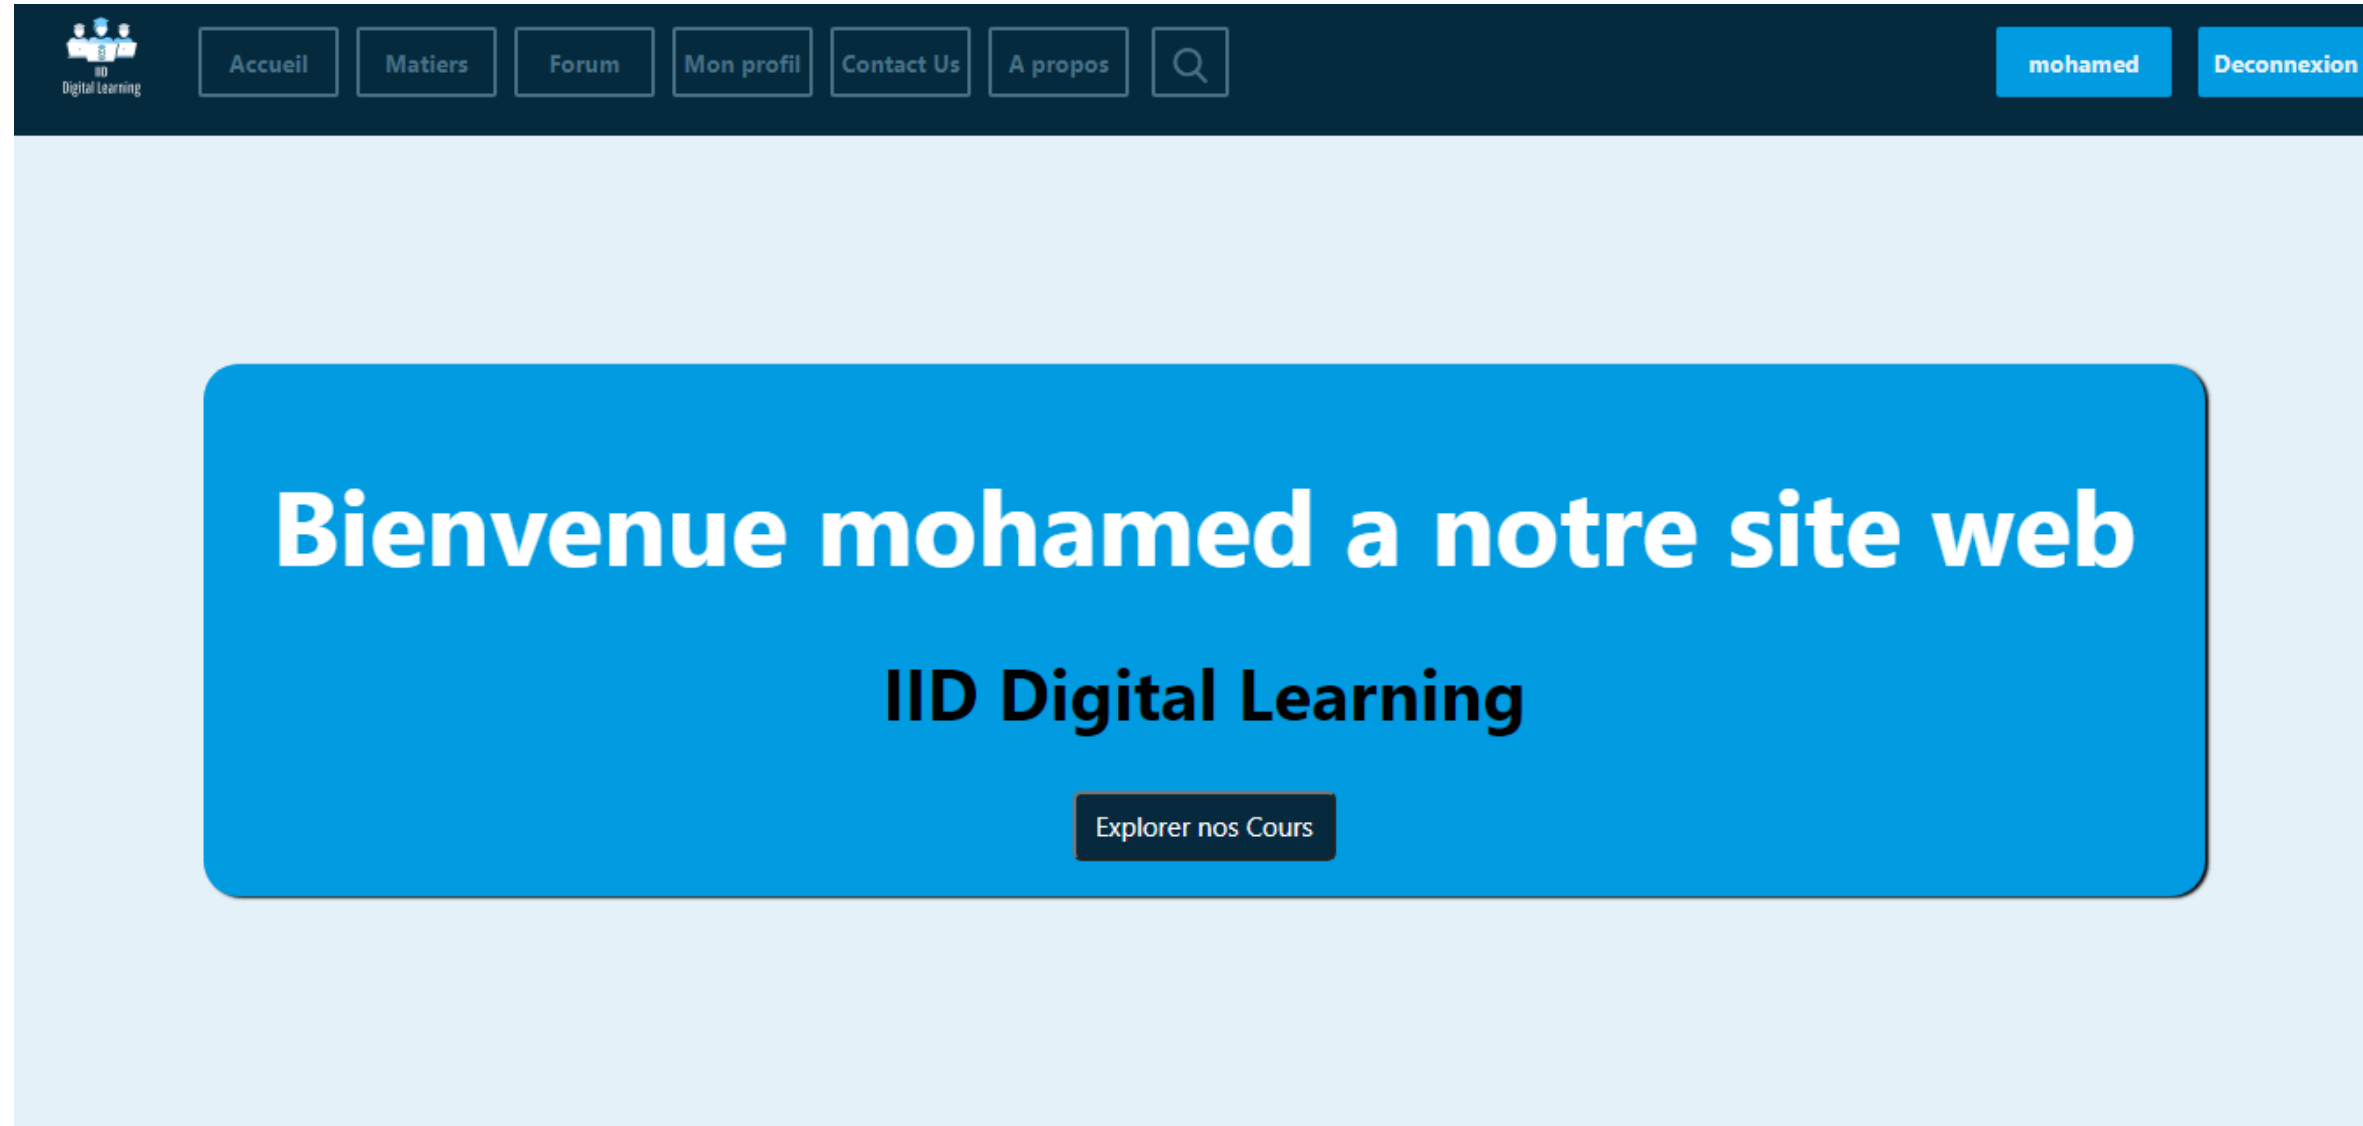 IID
Digital Learning
Accueil Matiers Forum Mon profil Contact Us A propos mohamed Deconnexion
Bienvenue mohamed a notre site web
IID Digital Learning
Explorer nos Cours